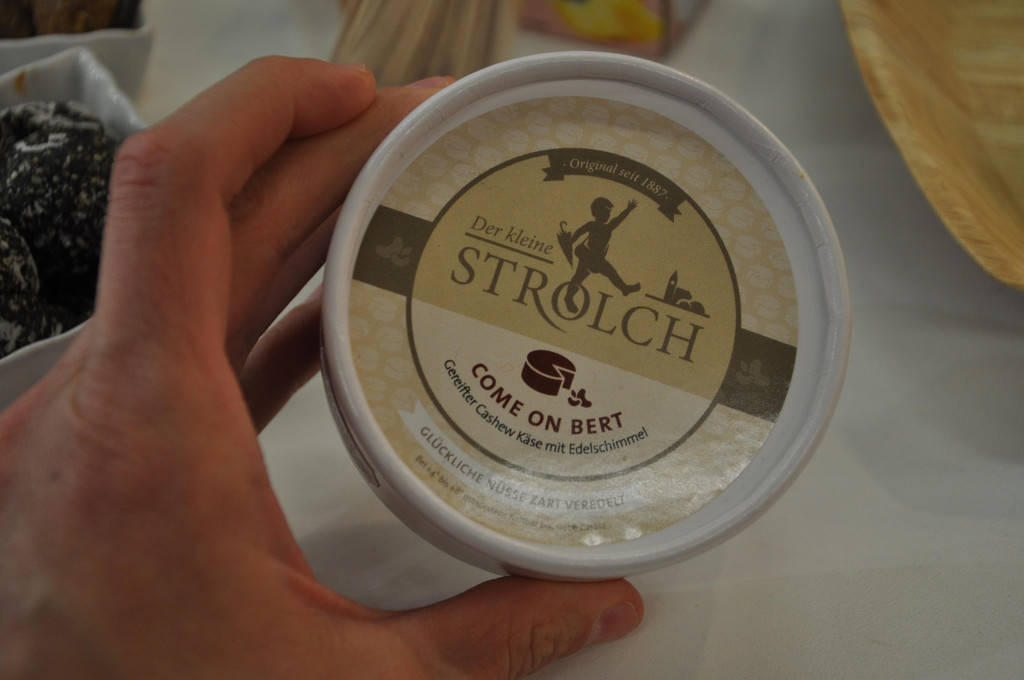 . Original seit 1887.
Der kleine
STROLCH
COME ON BERT
Gereifter Cashew Käse mit Edelschimmel
GLÜCKLICHE NÜSSE ZART VEREDELT